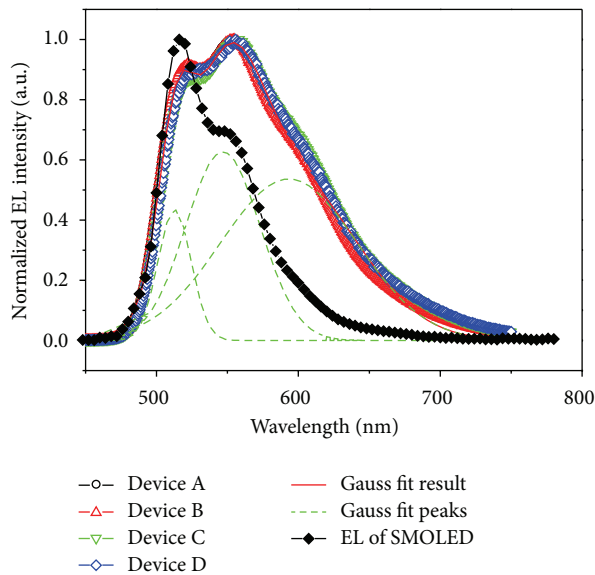 Normalized EL intensity (a.u.)
1.0
0.8
0.6
0.4
0.2
0.0
500
600
700
800
Wavelength (nm)
Device A
Device B
Device C
Device D
Gauss fit result
Gauss fit peaks
EL of SMOLED